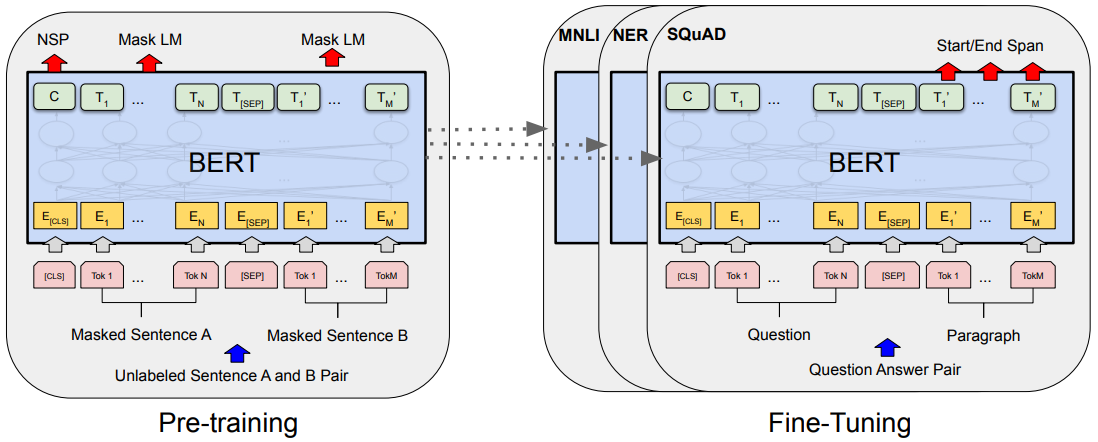 NSP Mask LM Mask LM
C T1 ... TN T[SEP] T1' ... TM'
...
BERT
...
E[CLS] E1 ... EN E[SEP] E1' ... EM'
[CLS] Tok 1 ... Tok N [SEP] Tok 1 ... TokM
Masked Sentence A Masked Sentence B
Unlabeled Sentence A and B Pair
Pre-training
MNLI NER SQuAD
Start/End Span
C T1 ... TN T[SEP] T1' ... TM'
...
BERT
...
E[CLS] E1 ... EN E[SEP] E1' ... EM'
[CLS] Tok 1 ... Tok N [SEP] Tok 1 ... TokM
Question Paragraph
Question Answer Pair
Fine-Tuning